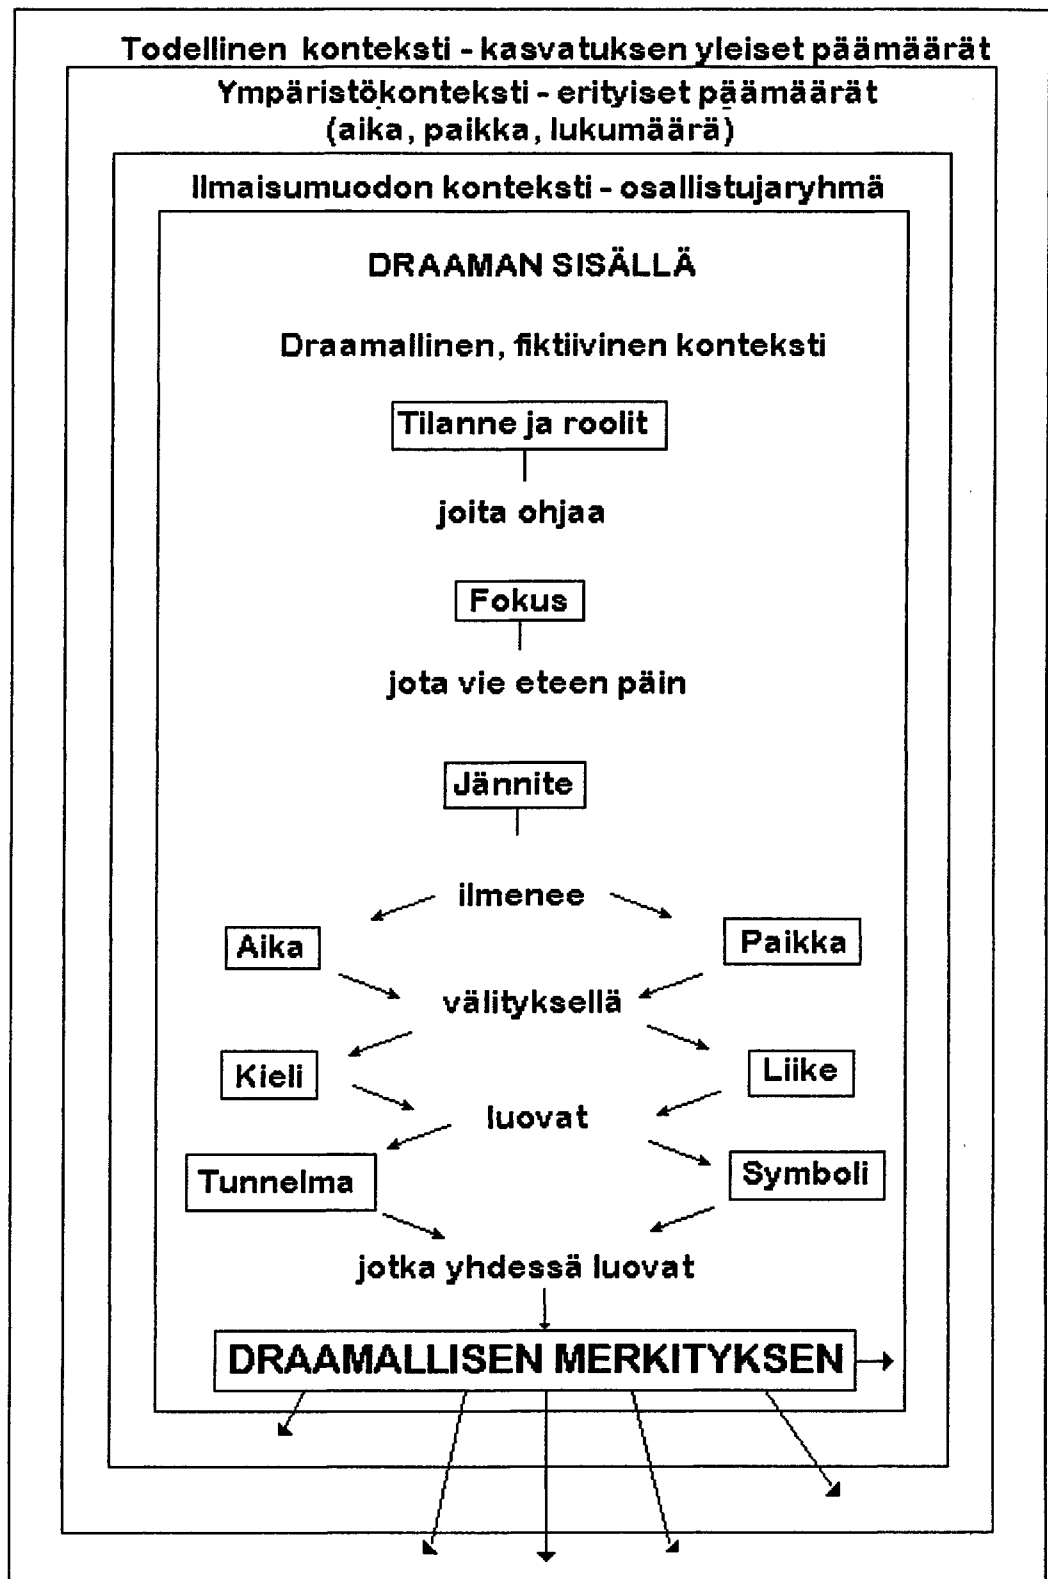 Todellinen konteksti - kasvatuksen yleiset päämäärät
Ympäristökonteksti - erityiset päämäärät
(aika, paikka, lukumäärä)
Ilmaisumuodon konteksti - osallistujaryhmä
DRAAMAN SISÄLLÄ
Draamallinen, fiktiivinen konteksti
Tilanne ja roolit
joita ohjaa
Fokus
jota vie eteen päin
Jännite
ilmenee
Aika
Paikka
välityksellä
Kieli
Liike
luovat
Tunnelma
Symboli
jotka yhdessä luovat
DRAAMALLISEN MERKITYKSEN